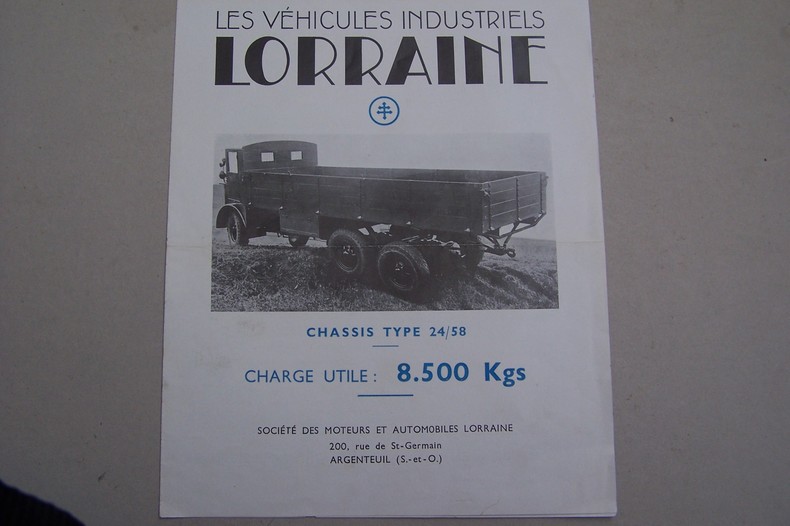 LES VÉHICULES INDUSTRIELS
LORRAINE
CHASSIS TYPE 24/58
CHARGE UTILE : 8.500 Kgs
SOCIÉTÉ DES MOTEURS ET AUTOMOBILES LORRAINE
200, rue de St-Germain
ARGENTEUIL (S.-et-O.)